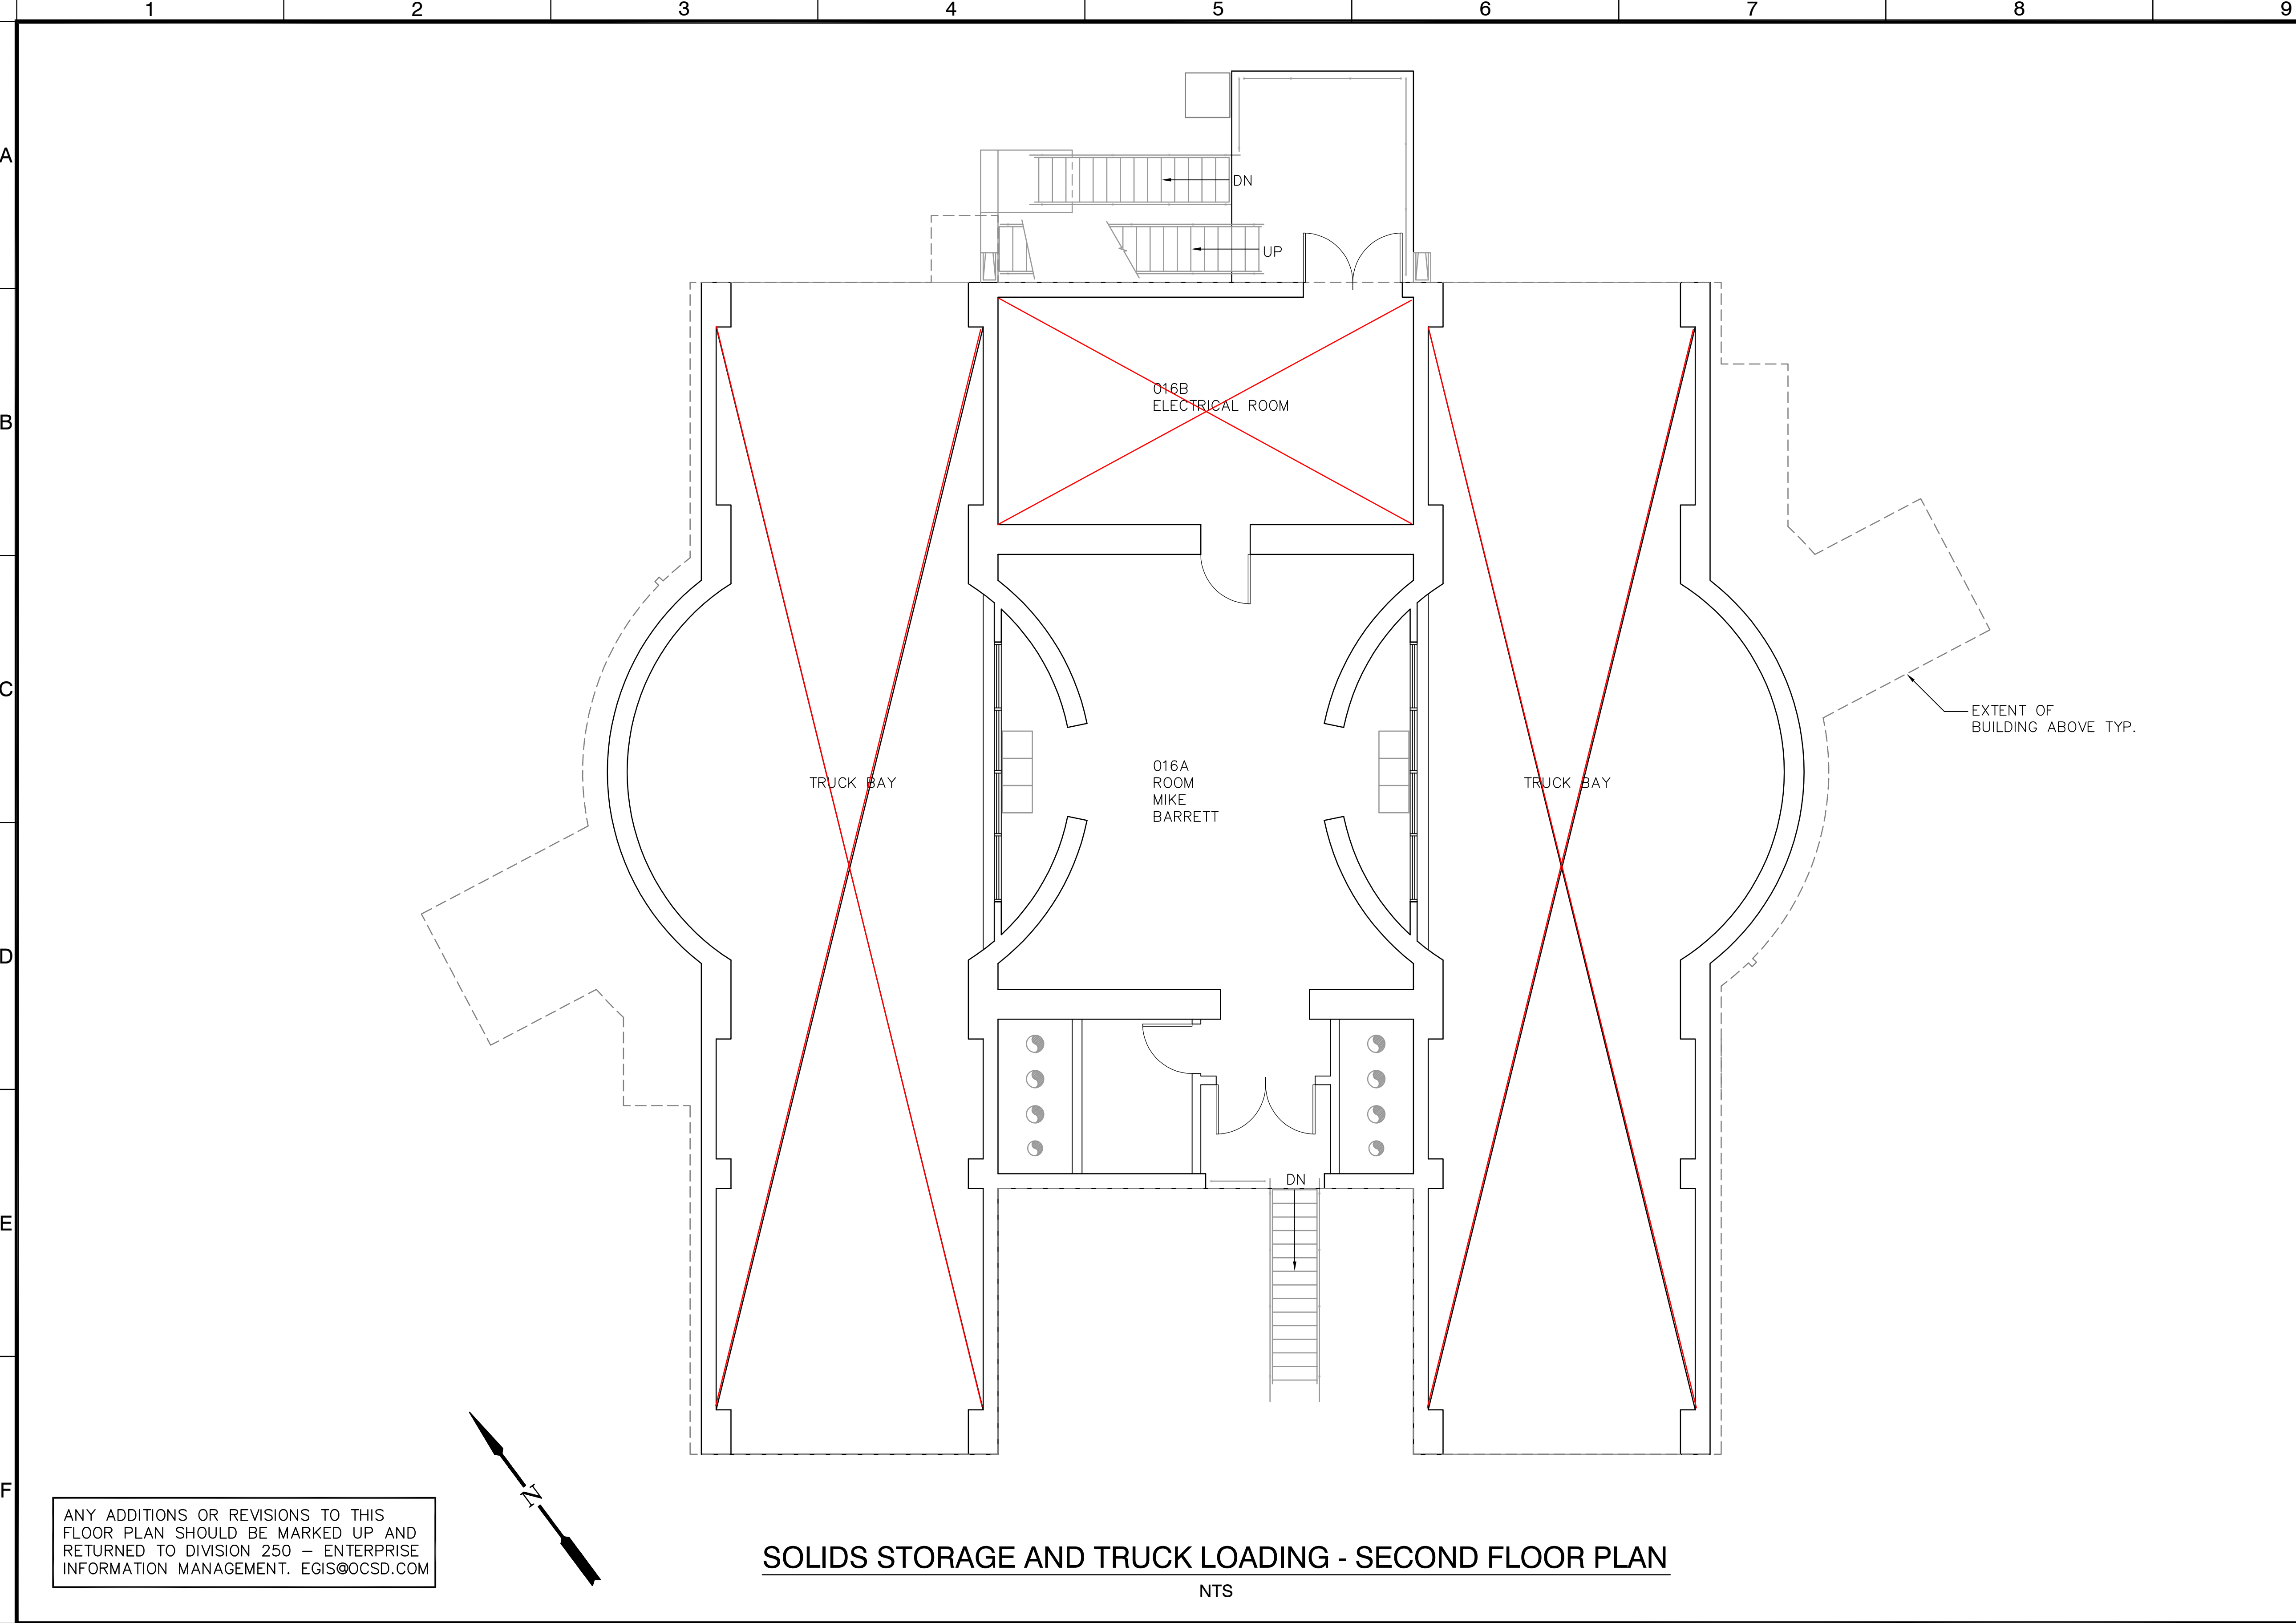 1 2 3 4 5 6 7 8 9
A
DN
UP
B
016B
ELECTRICAL ROOM
C
EXTENT OF
BUILDING ABOVE TYP.
TRUCK BAY
016A
ROOM
MIKE
BARRETT
TRUCK BAY
D
DN
E
F
N
ANY ADDITIONS OR REVISIONS TO THIS
FLOOR PLAN SHOULD BE MARKED UP AND
RETURNED TO DIVISION 250 – ENTERPRISE
INFORMATION MANAGEMENT. EGIS@OCSD.COM
SOLIDS STORAGE AND TRUCK LOADING - SECOND FLOOR PLAN
NTS